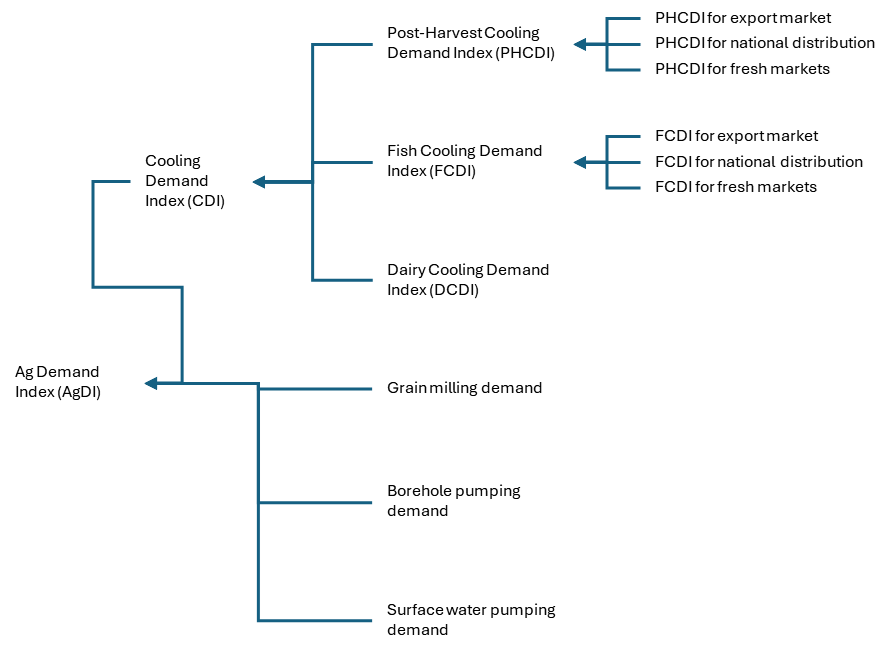 Post-Harvest Cooling
Demand Index (PHCDI)
PHCDI for export market
PHCDI for national distribution
PHCDI for fresh markets
Fish Cooling Demand
Index (FCDI)
FCDI for export market
FCDI for national distribution
FCDI for fresh markets
Cooling
Demand
Index (CDI)
Dairy Cooling Demand
Index (DCDI)
Ag Demand
Index (AgDI)
Grain milling demand
Borehole pumping
demand
Surface water pumping
demand